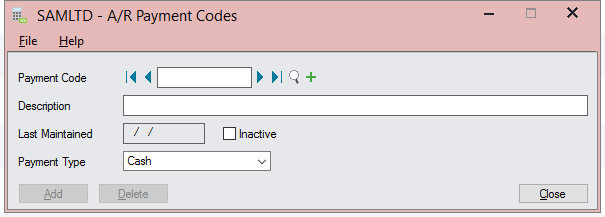 SAMLTD - A/R Payment Codes
File Help
Payment Code
Description
Last Maintained / / Inactive
Payment Type Cash
Add Delete Close